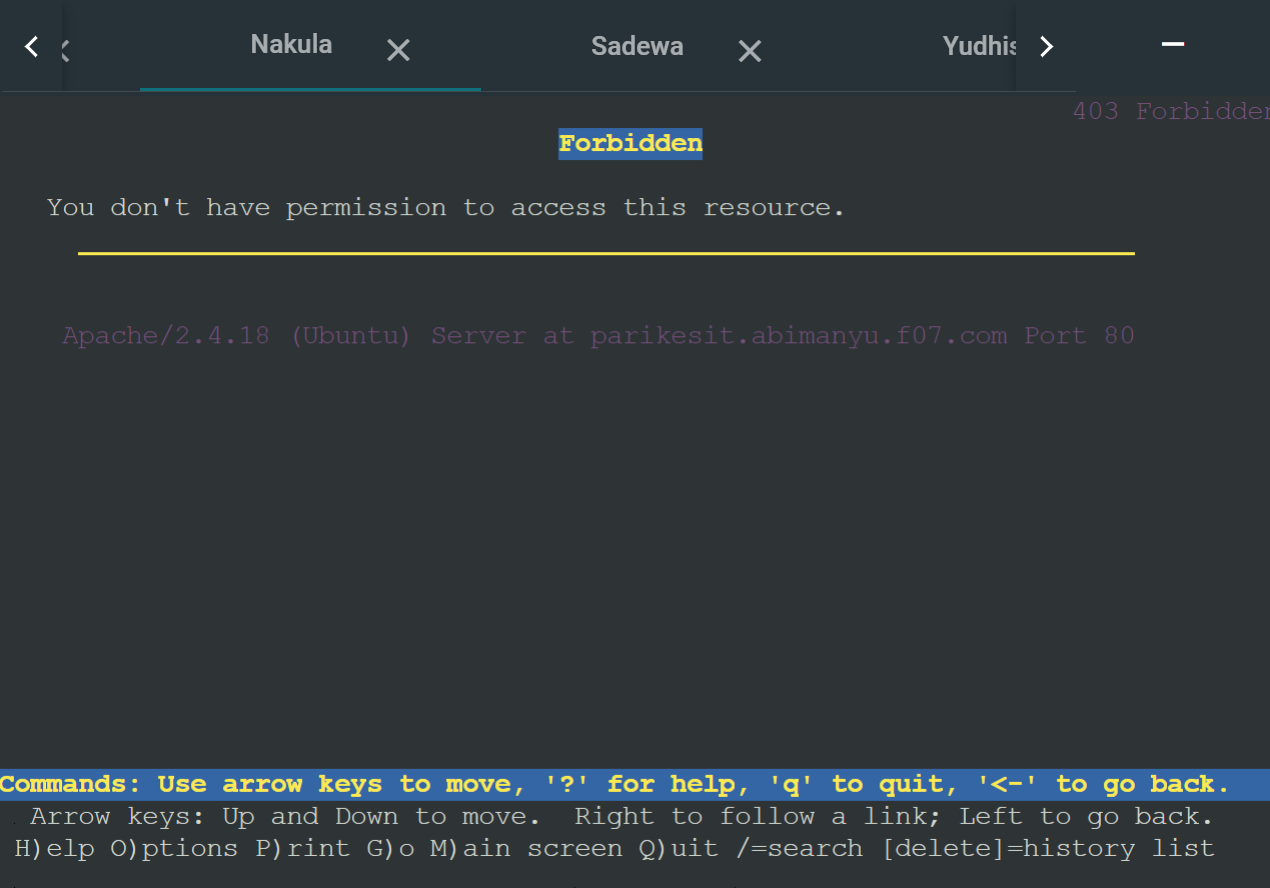 Nakula Sadewa
403
Forbidden
You don't have permission to access this resource.
Apache/2.4.18 (Ubuntu) Server at parikesit.abimanyu.f07.com Port 80
Commands: Use arrow keys to move, '?' for help, 'q' to quit, '<-' to go back.
Arrow keys: Up and Down to move. Right to follow a link; Left to go back.
H)elp O)ptions P)rint G)o M)ain screen Q)uit /=search [delete]=history list